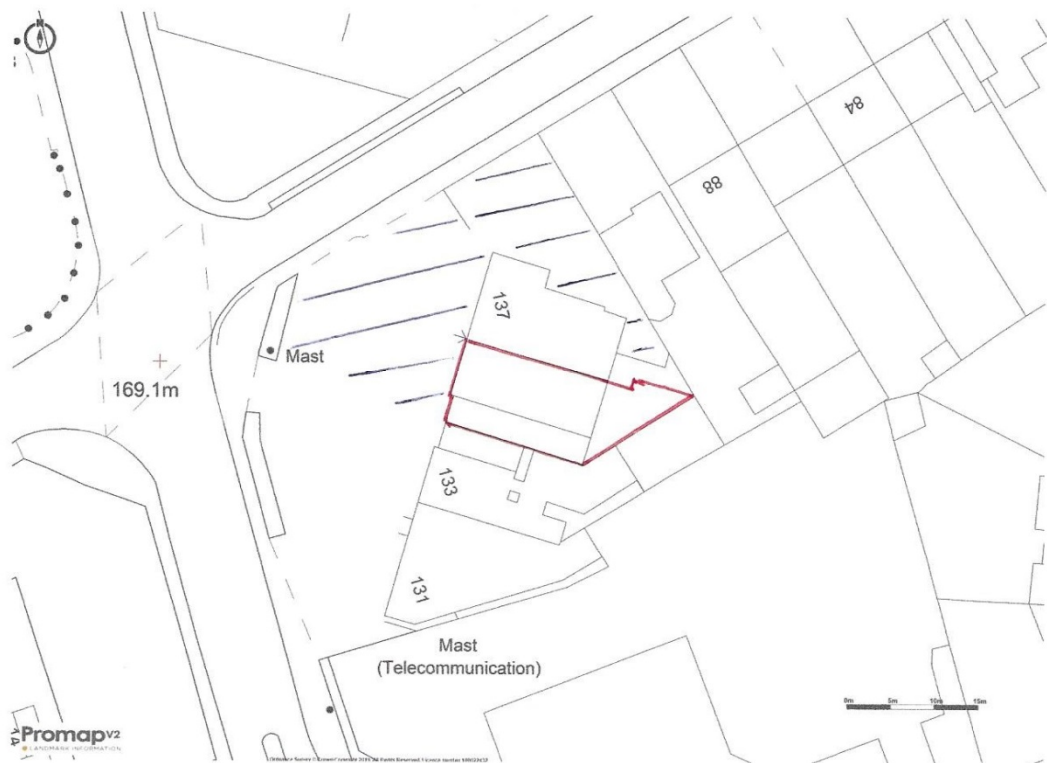 84
88
137
Mast
169.1m
133
131
Mast
(Telecommunication)
0m 5m 10m 15m
Promap V2
LANDMARK INFORMATION